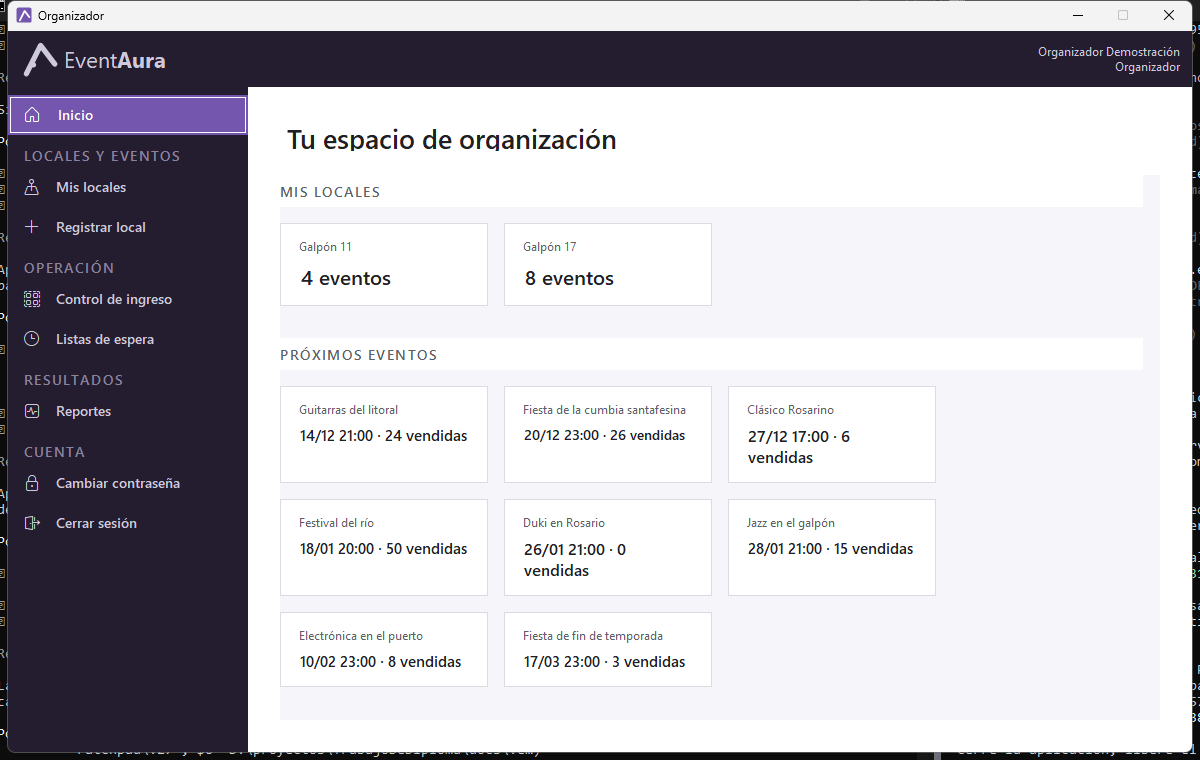 Organizador
EventAura
Organizador Demostración
Organizador
Inicio
LOCALES Y EVENTOS
Mis locales
Registrar local
OPERACIÓN
Control de ingreso
Listas de espera
RESULTADOS
Reportes
CUENTA
Cambiar contraseña
Cerrar sesión
Tu espacio de organización
MIS LOCALES
Galpón 11
4 eventos
Galpón 17
8 eventos
PRÓXIMOS EVENTOS
Guitarras del litoral
14/12 21:00 · 24 vendidas
Fiesta de la cumbia santafesina
20/12 23:00 · 26 vendidas
Clásico Rosarino
27/12 17:00 · 6
vendidas
Festival del río
18/01 20:00 · 50 vendidas
Duki en Rosario
26/01 21:00 · 0
vendidas
Jazz en el galpón
28/01 21:00 · 15 vendidas
Electrónica en el puerto
10/02 23:00 · 8 vendidas
Fiesta de fin de temporada
17/03 23:00 · 3 vendidas